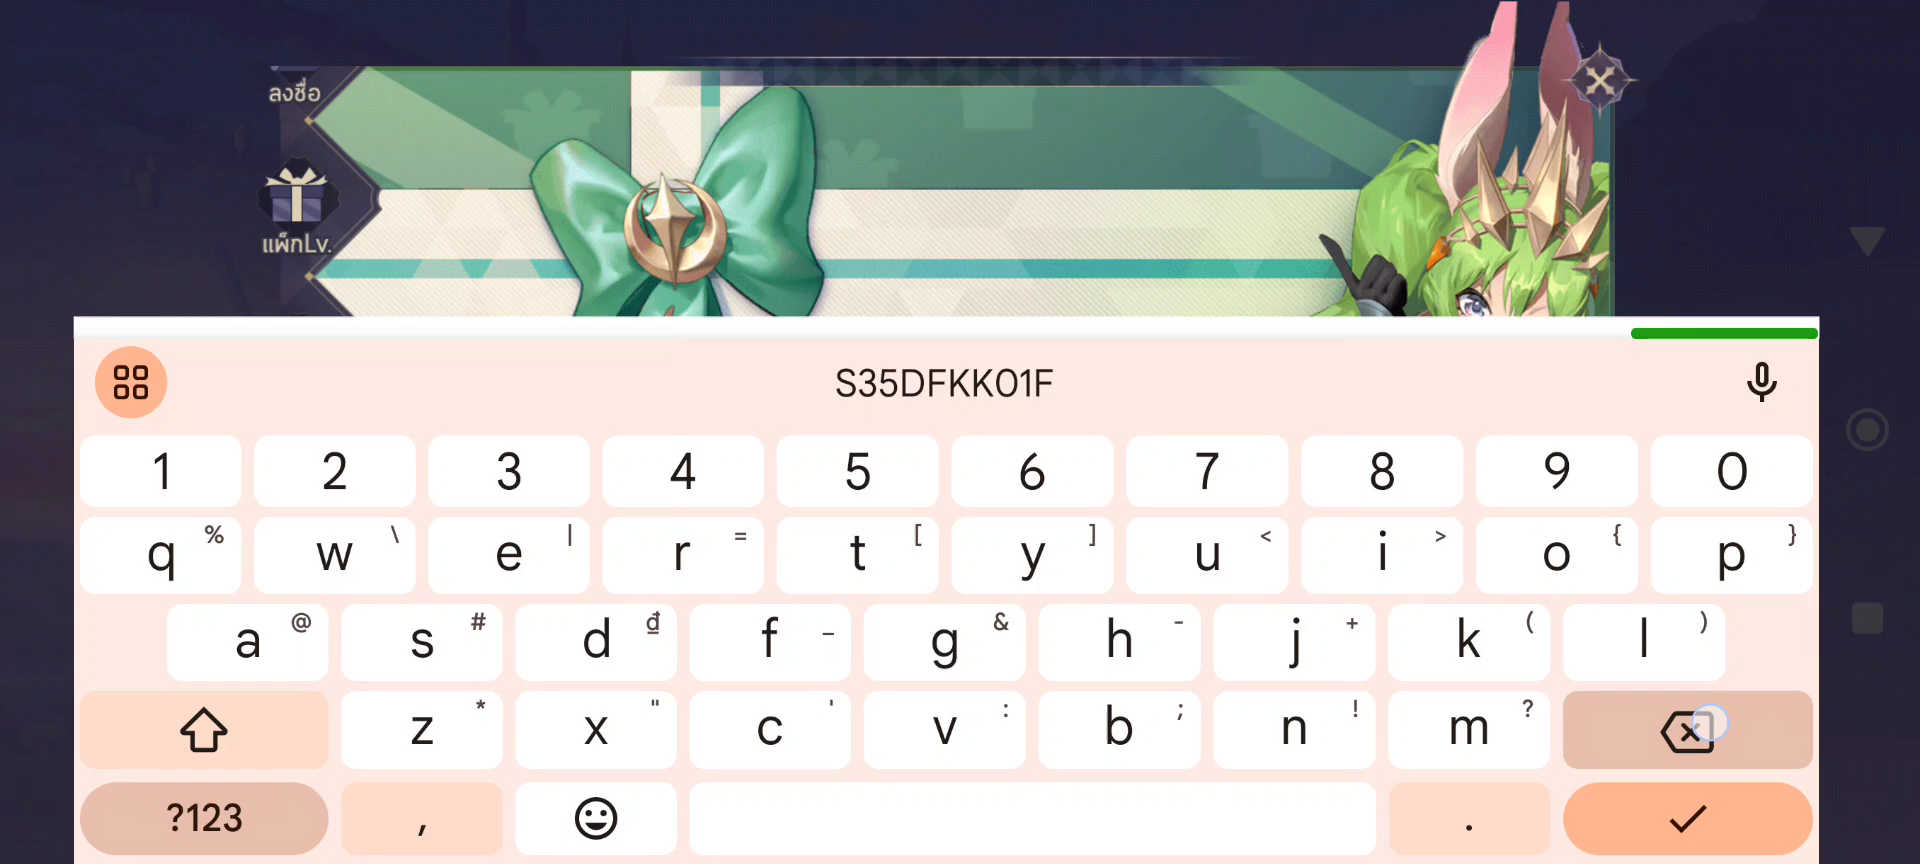 ลงชื่อ
แพ็กLv.
S35DFKK01F
1 2 3 4 5 6 7 8 9 0
q % w \ e | r = t [ y ] u < i > o { p }
a @ s # d ₫ f _ g & h - j + k ( l )
z * x " c ' v : b ; n ! m ?
?123 , .